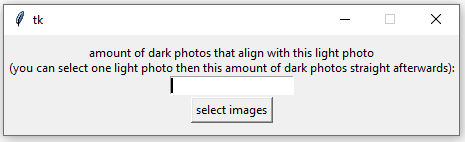 tk
amount of dark photos that align with this light photo
(you can select one light photo then this amount of dark photos straight afterwards):
select images